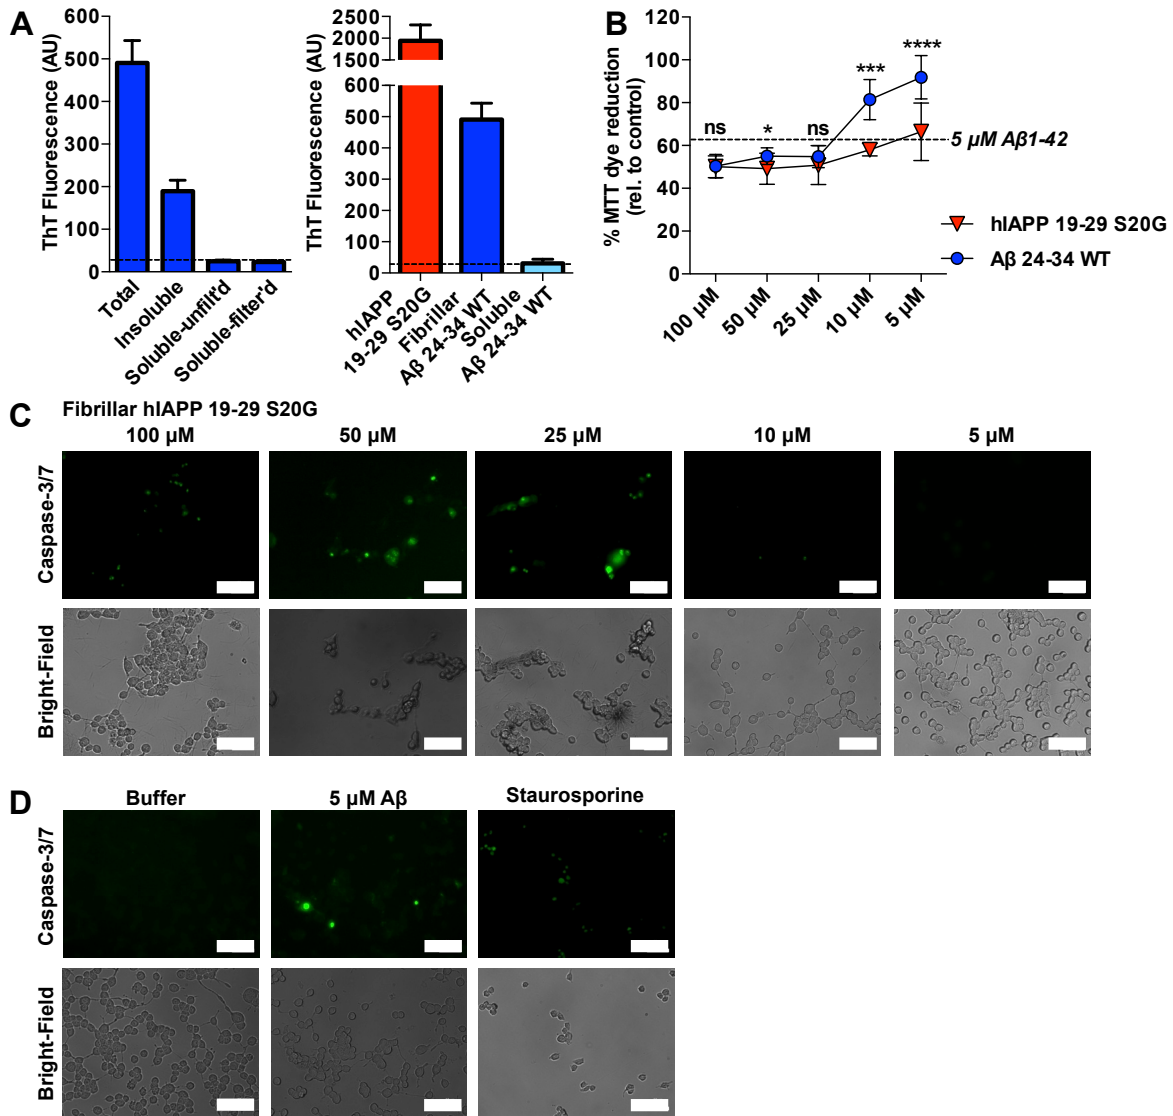 A
600
500
400
300
200
100
0
ThT Fluorescence (AU)
Total
Insoluble
Soluble-unfilt'd
Soluble-filter'd
2500
2000
1500
600
500
400
300
200
100
0
ThT Fluorescence (AU)
hIAPP
19-29 S20G
Fibrillar
Aβ 24-34 WT
Soluble
Aβ 24-34 WT
B
120
100
80
60
40
20
0
% MTT dye reduction
(rel. to control)
ns
*
ns
***
****
5 µM Aβ1-42
100 µM
50 µM
25 µM
10 µM
5 µM
hIAPP 19-29 S20G
Aβ 24-34 WT
C
Fibrillar hIAPP 19-29 S20G
100 µM
50 µM
25 µM
10 µM
5 µM
Caspase-3/7
Bright-Field
D
Buffer
5 µM Aβ
Staurosporine
Caspase-3/7
Bright-Field